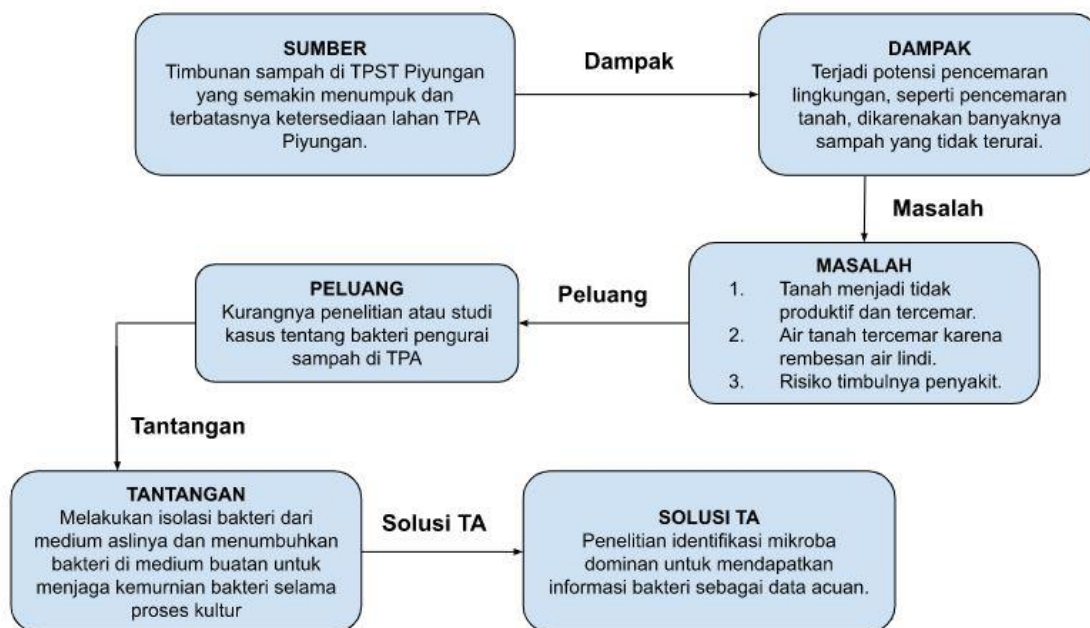 SUMBER
Timbunan sampah di TPST Piyungan
yang semakin menumpuk dan
terbatasnya ketersediaan lahan TPA
Piyungan.
Dampak
DAMPAK
Terjadi potensi pencemaran
lingkungan, seperti pencemaran
tanah, dikarenakan banyaknya
sampah yang tidak terurai.
Masalah
MASALAH
1. Tanah menjadi tidak
produktif dan tercemar.
2. Air tanah tercemar karena
rembesan air lindi.
3. Risiko timbulnya penyakit.
Peluang
PELUANG
Kurangnya penelitian atau studi
kasus tentang bakteri pengurai
sampah di TPA
Tantangan
TANTANGAN
Melakukan isolasi bakteri dari
medium aslinya dan menumbuhkan
bakteri di medium buatan untuk
menjaga kemurnian bakteri selama
proses kultur
Solusi TA
SOLUSI TA
Penelitian identifikasi mikroba
dominan untuk mendapatkan
informasi bakteri sebagai data acuan.